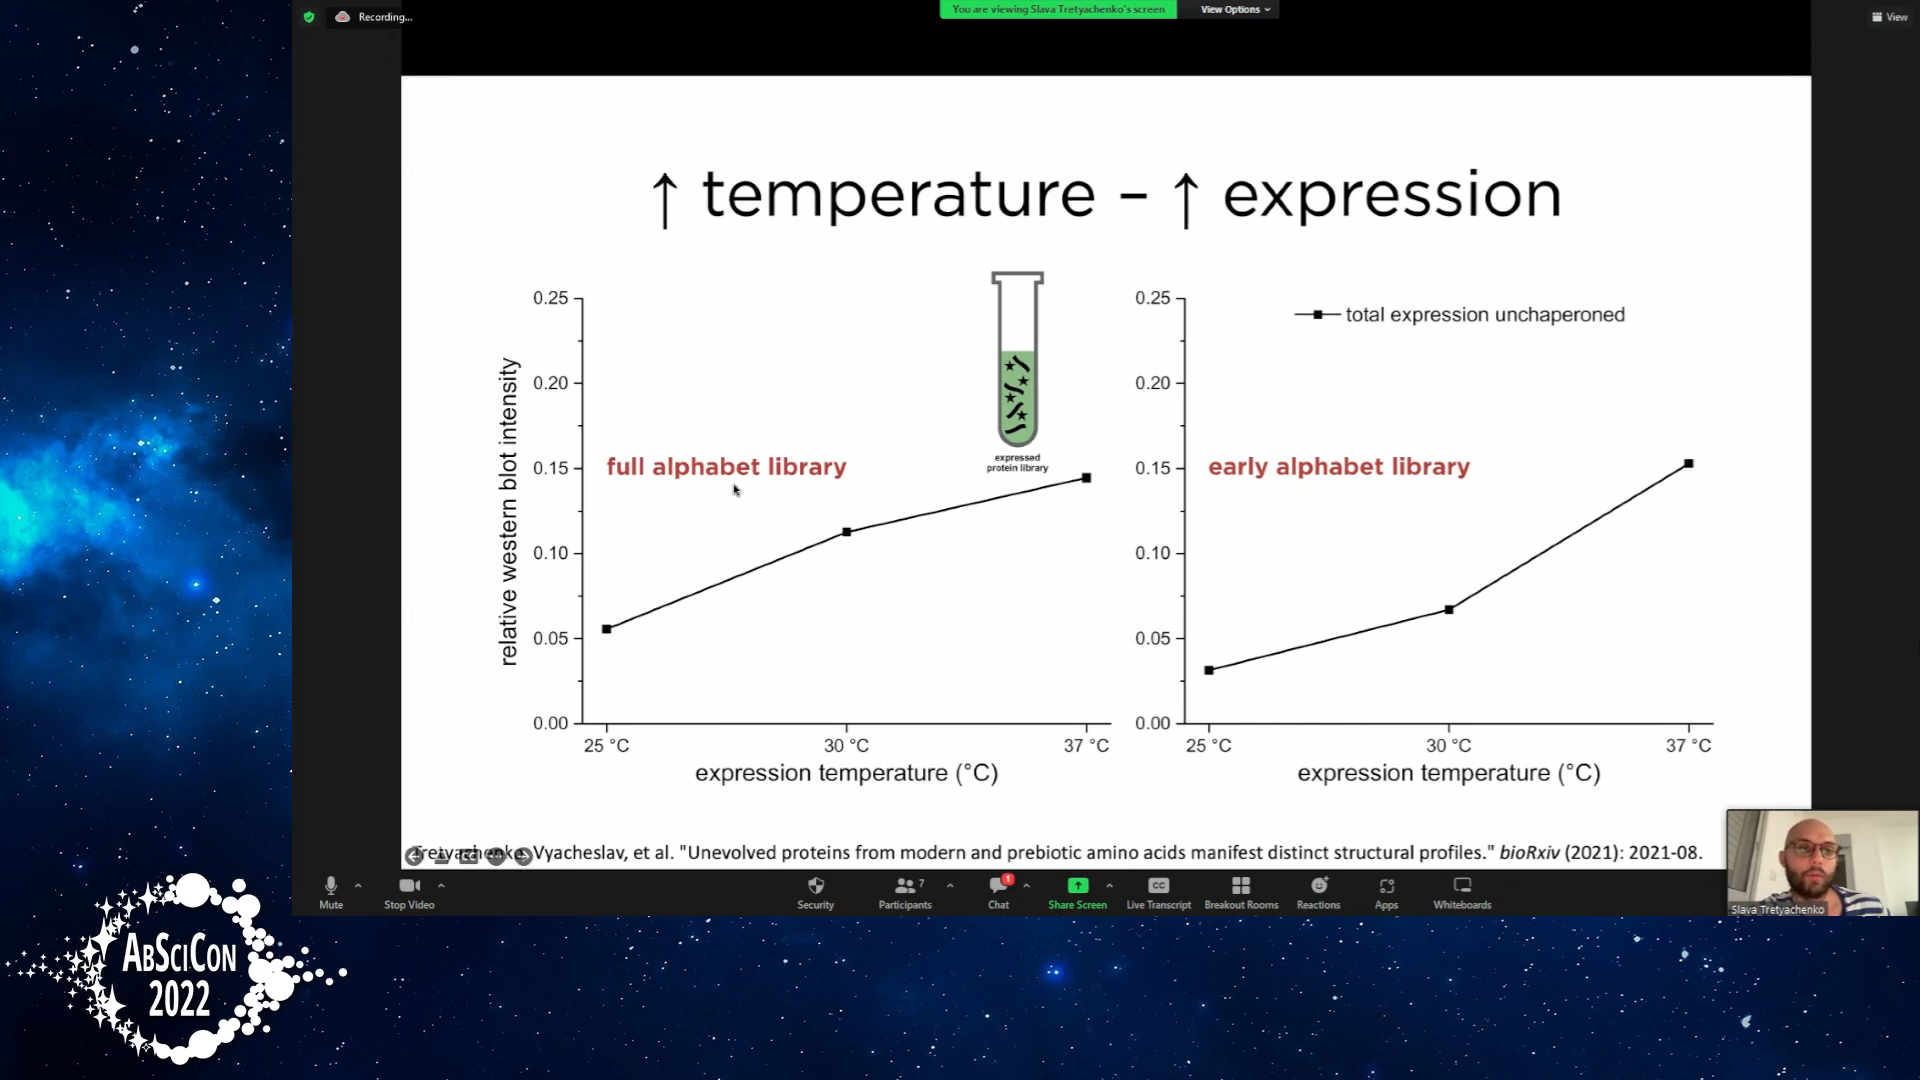 Recording...
You are viewing Slava Tretyachenko's screen
View Options
View
↑ temperature – ↑ expression
relative western blot intensity
0.25
0.20
0.15
0.10
0.05
0.00
full alphabet library
expressed
protein library
25 °C 30 °C 37 °C
expression temperature (°C)
0.25
0.20
0.15
0.10
0.05
0.00
total expression unchaperoned
early alphabet library
25 °C 30 °C 37 °C
expression temperature (°C)
Tretyachenko, Vyacheslav, et al. "Unevolved proteins from modern and prebiotic amino acids manifest distinct structural profiles." bioRxiv (2021): 2021-08.
Slava Tretyachenko
Mute
Stop Video
Security
7
Participants
1
Chat
Share Screen
CC
Live Transcript
Breakout Rooms
Reactions
Apps
Whiteboards
ABSCICON
2022